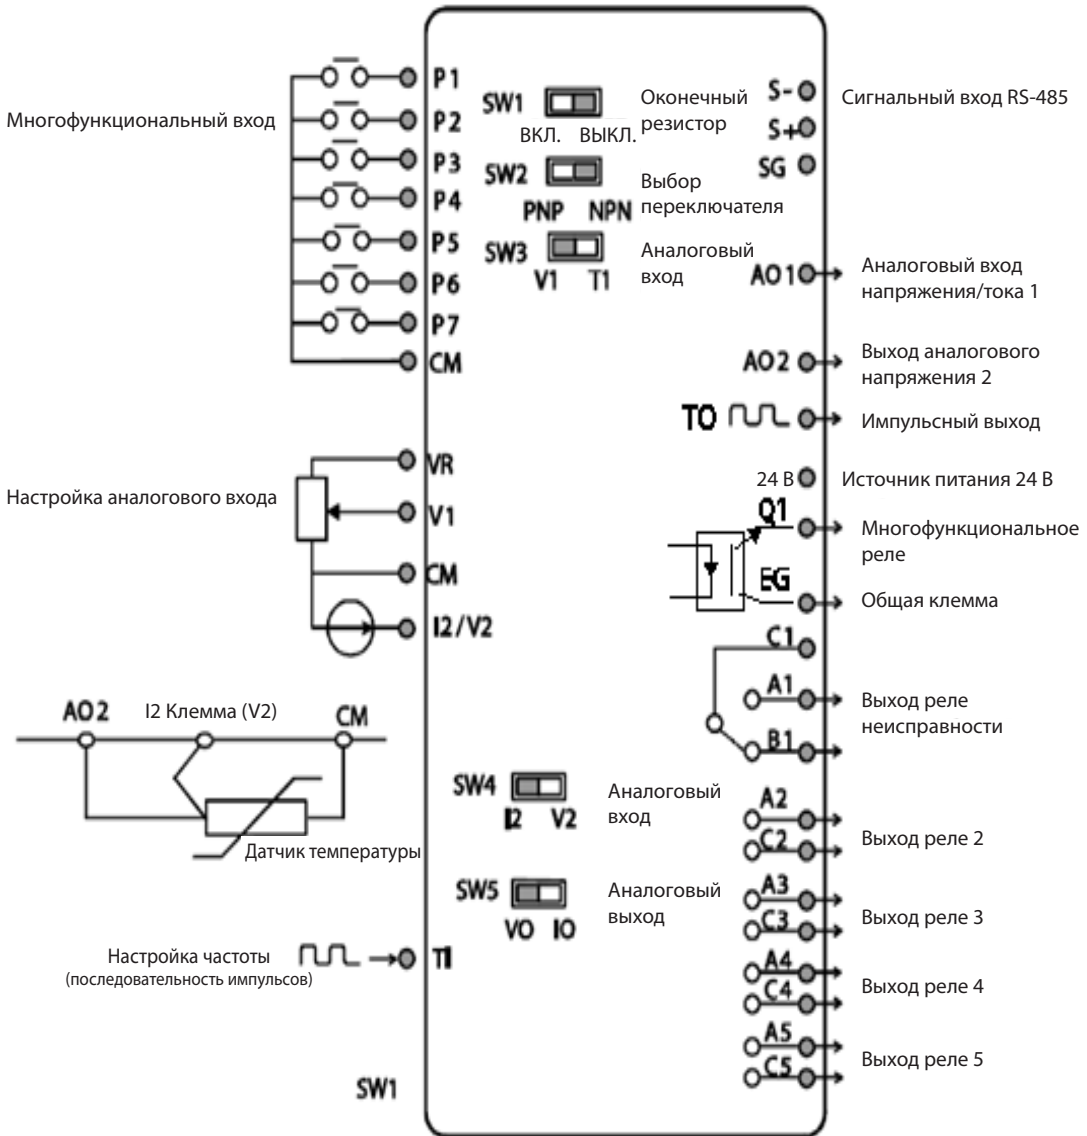 Многофункциональный вход
P1
P2
P3
P4
P5
P6
P7
CM
SW1
ВКЛ. ВЫКЛ.
Оконечный
резистор
SW2
PNP NPN
Выбор
переключателя
SW3
V1 T1
Аналоговый
вход
S-
S+
SG
Сигнальный вход RS-485
AO1
Аналоговый вход
напряжения/тока 1
AO2
Выход аналогового
напряжения 2
TO
Импульсный выход
24 В
Источник питания 24 В
Q1
Многофункциональное
реле
EG
Общая клемма
Настройка аналогового входа
VR
V1
CM
I2/V2
C1
A1
B1
Выход реле
неисправности
AO2
I2 Клемма (V2)
CM
Датчик температуры
SW4
I2 V2
Аналоговый
вход
SW5
VO IO
Аналоговый
выход
A2
C2
Выход реле 2
A3
C3
Выход реле 3
A4
C4
Выход реле 4
A5
C5
Выход реле 5
Настройка частоты
(последовательность импульсов)
TI
SW1